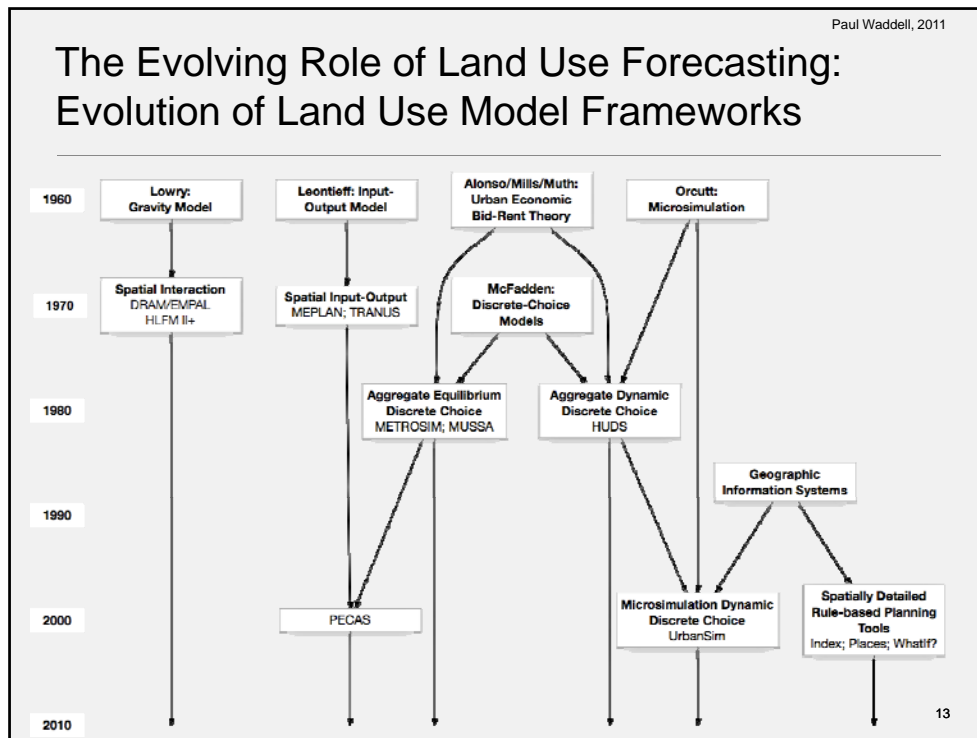 Paul Waddell, 2011
The Evolving Role of Land Use Forecasting:
Evolution of Land Use Model Frameworks
1960
Lowry:
Gravity Model
Leontieff: Input-
Output Model
Alonso/Mills/Muth:
Urban Economic
Bid-Rent Theory
Orcutt:
Microsimulation
1970
Spatial Interaction
DRAM/EMPAL
HLFM II+
Spatial Input-Output
MEPLAN; TRANUS
McFadden:
Discrete-Choice
Models
1980
Aggregate Equilibrium
Discrete Choice
METROSIM; MUSSA
Aggregate Dynamic
Discrete Choice
HUDS
Geographic
Information Systems
1990
2000
PECAS
Microsimulation Dynamic
Discrete Choice
UrbanSim
Spatially Detailed
Rule-based Planning
Tools
Index; Places; WhatIf?
2010
13